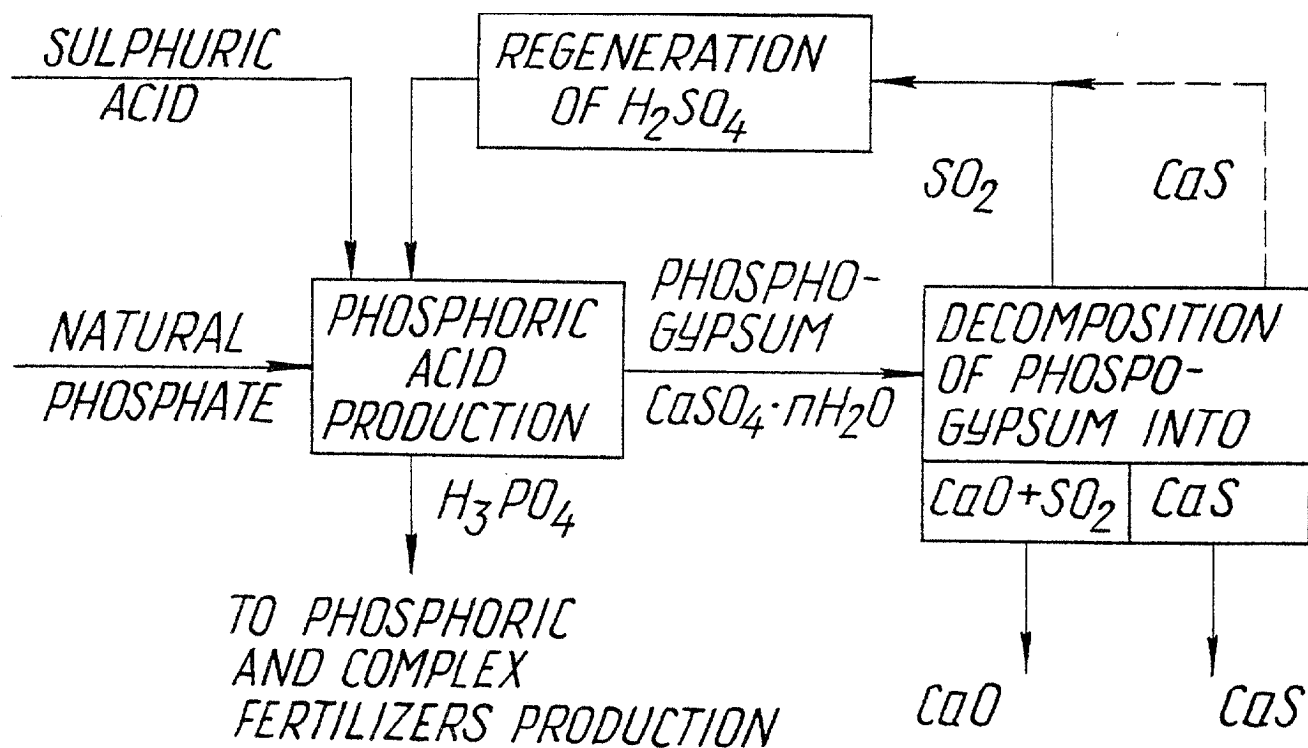 SULPHURIC
ACID
REGENERATION
OF H₂SO₄
SO₂
CaS
NATURAL
PHOSPHATE
PHOSPHORIC
ACID
PRODUCTION
PHOSPHO-
GYPSUM
CaSO₄·nH₂O
DECOMPOSITION
OF PHOSPO-
GYPSUM INTO
CaO+SO₂
CaS
H₃PO₄
TO PHOSPHORIC
AND COMPLEX
FERTILIZERS PRODUCTION
CaO
CaS